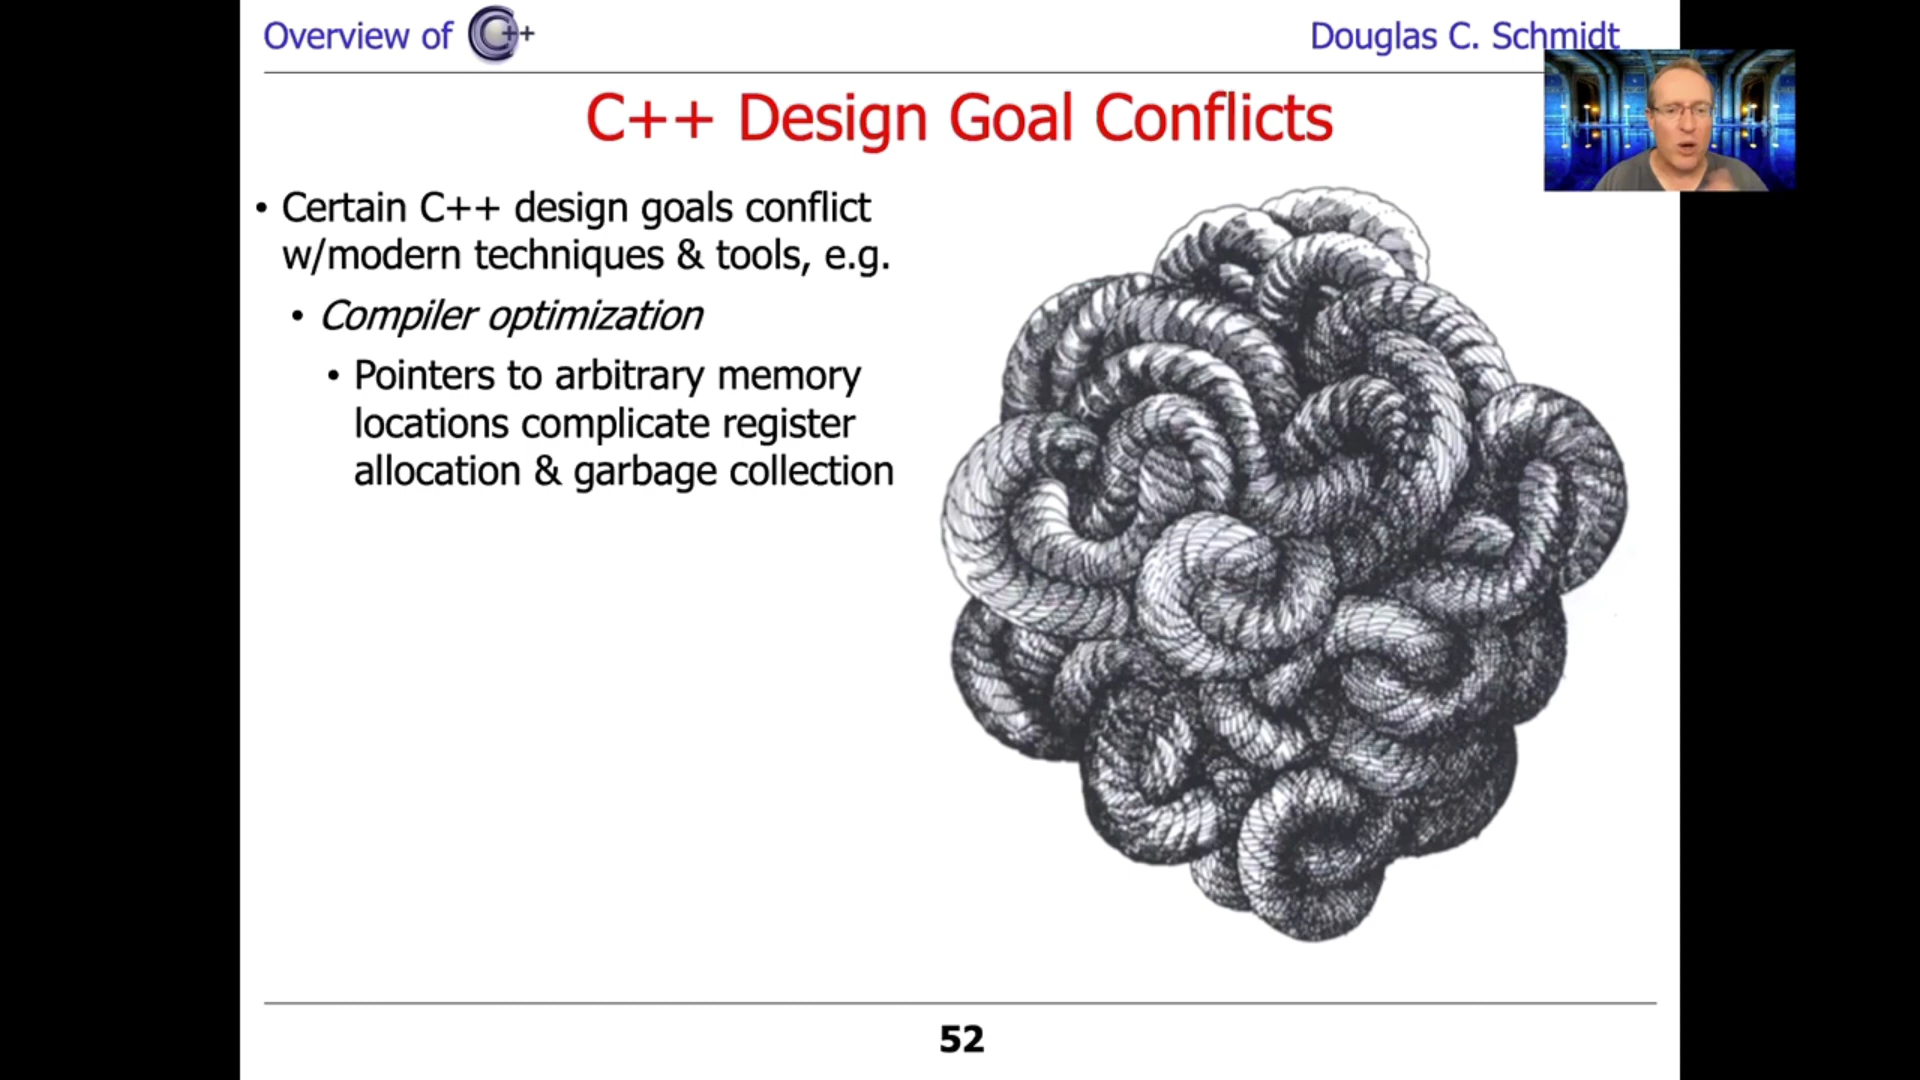 Overview of C++
Douglas C. Schmidt
C++ Design Goal Conflicts
• Certain C++ design goals conflict
w/modern techniques & tools, e.g.
• Compiler optimization
• Pointers to arbitrary memory
locations complicate register
allocation & garbage collection
52